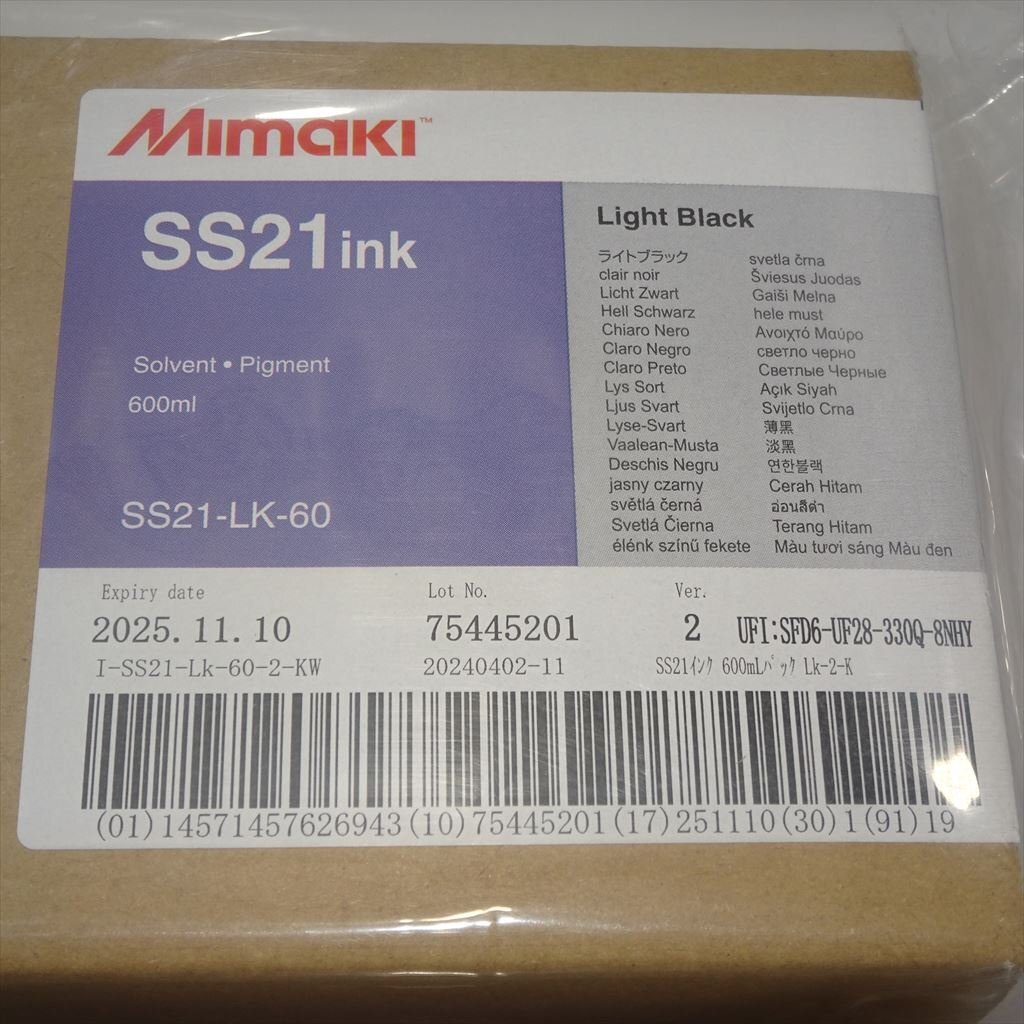 Mimaki™
SS21 ink
Solvent • Pigment
600ml
SS21-LK-60
Light Black
ライトブラック
clair noir
Licht Zwart
Hell Schwarz
Chiaro Nero
Claro Negro
Claro Preto
Lys Sort
Ljus Svart
Lyse-Svart
Vaalean-Musta
Deschis Negru
jasny czarny
světlá černá
Svetlá Čierna
élénk színű fekete
svetla črna
Šviesus Juodas
Gaiši Melna
hele must
Ανοιχτό Μαύρο
светло черно
Светлые Черные
Açık Siyah
Svijetlo Crna
薄黑
淡黑
연한블랙
Cerah Hitam
อ่อนสีดำ
Terang Hitam
Màu tươi sáng Màu đen
Expiry date Lot No. Ver.
2025.11.10 75445201 2 UFI:SFD6-UF28-330Q-8NHY
I-SS21-Lk-60-2-KW 20240402-11 SS21ｲﾝｸ 600mLﾊﾟｯｸ Lk-2-K
(01)14571457626943(10)75445201(17)251110(30)1(91)19